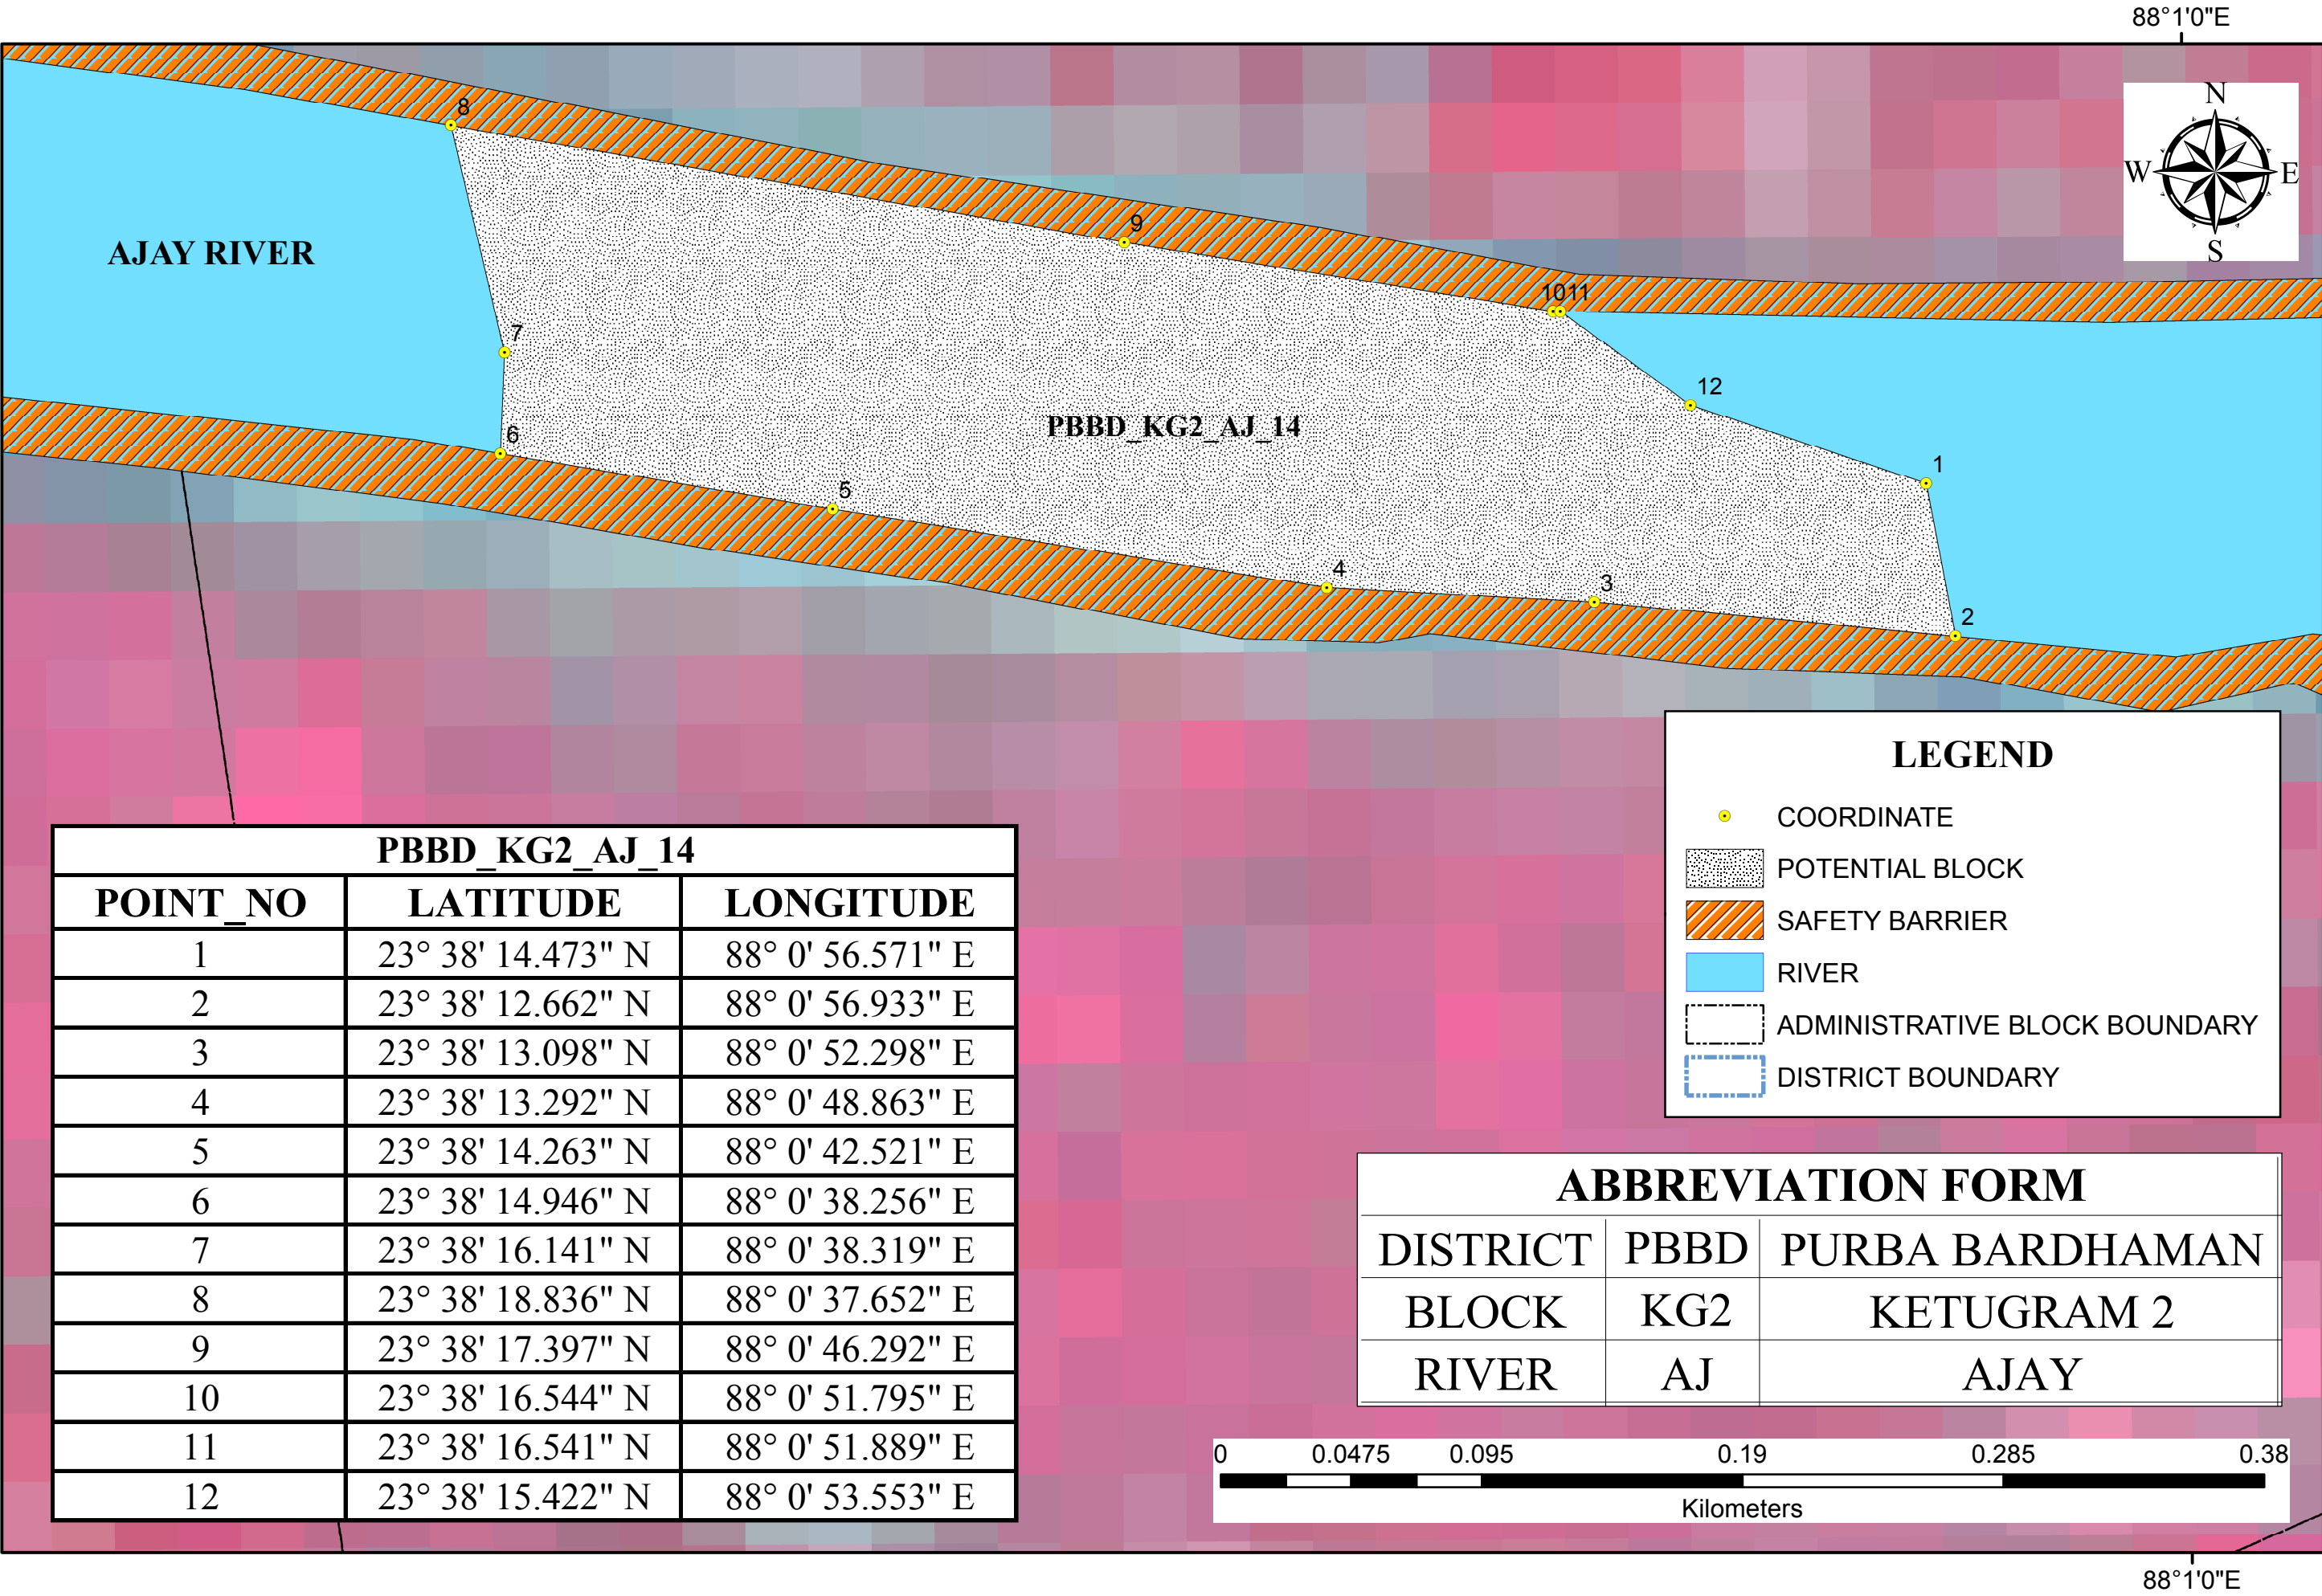 88°1'0"E
N
W E
S
8
AJAY RIVER
9
1011
7
12
PBBD_KG2_AJ_14
6
1
5
4
3
2
LEGEND
COORDINATE
POTENTIAL BLOCK
SAFETY BARRIER
RIVER
ADMINISTRATIVE BLOCK BOUNDARY
DISTRICT BOUNDARY
PBBD_KG2_AJ_14
POINT_NO LATITUDE LONGITUDE
1 23° 38' 14.473" N 88° 0' 56.571" E
2 23° 38' 12.662" N 88° 0' 56.933" E
3 23° 38' 13.098" N 88° 0' 52.298" E
4 23° 38' 13.292" N 88° 0' 48.863" E
5 23° 38' 14.263" N 88° 0' 42.521" E
6 23° 38' 14.946" N 88° 0' 38.256" E
7 23° 38' 16.141" N 88° 0' 38.319" E
8 23° 38' 18.836" N 88° 0' 37.652" E
9 23° 38' 17.397" N 88° 0' 46.292" E
10 23° 38' 16.544" N 88° 0' 51.795" E
11 23° 38' 16.541" N 88° 0' 51.889" E
12 23° 38' 15.422" N 88° 0' 53.553" E
ABBREVIATION FORM
DISTRICT PBBD PURBA BARDHAMAN
BLOCK KG2 KETUGRAM 2
RIVER AJ AJAY
0 0.0475 0.095 0.19 0.285 0.38
Kilometers
88°1'0"E